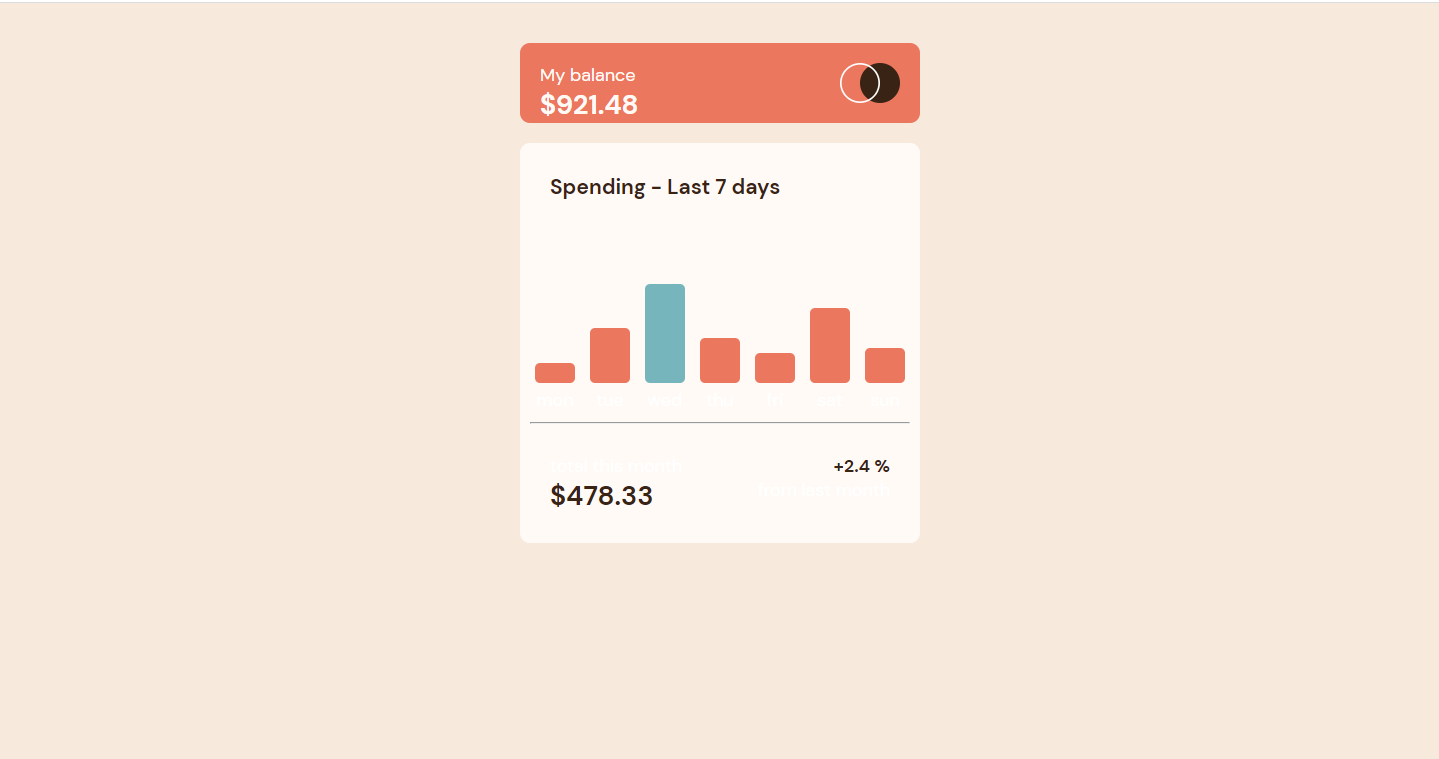 My balance
$921.48
Spending - Last 7 days
mon tue wed thu fri sat sun
Total this month
+2.4 %
$478.33
from last month